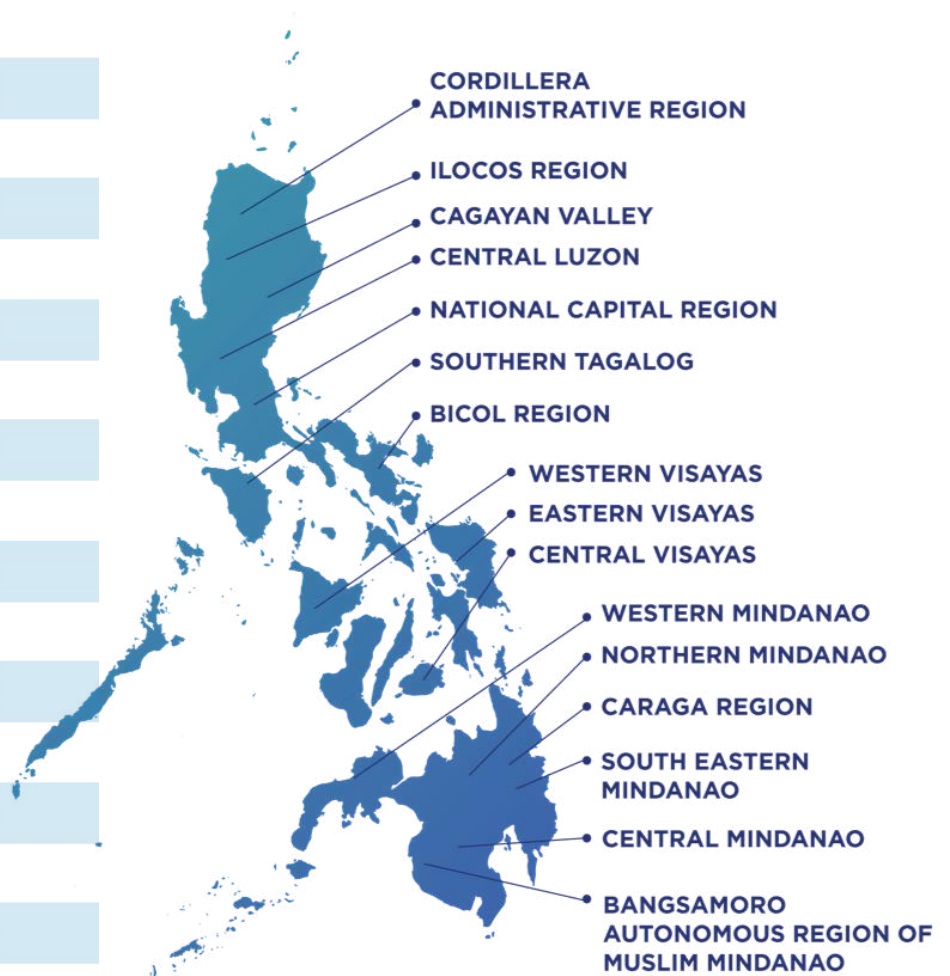 CORDILLERA
ADMINISTRATIVE REGION
ILOCOS REGION
CAGAYAN VALLEY
CENTRAL LUZON
NATIONAL CAPITAL REGION
SOUTHERN TAGALOG
BICOL REGION
WESTERN VISAYAS
EASTERN VISAYAS
CENTRAL VISAYAS
WESTERN MINDANAO
NORTHERN MINDANAO
CARAGA REGION
SOUTH EASTERN
MINDANAO
CENTRAL MINDANAO
BANGSAMORO
AUTONOMOUS REGION OF
MUSLIM MINDANAO